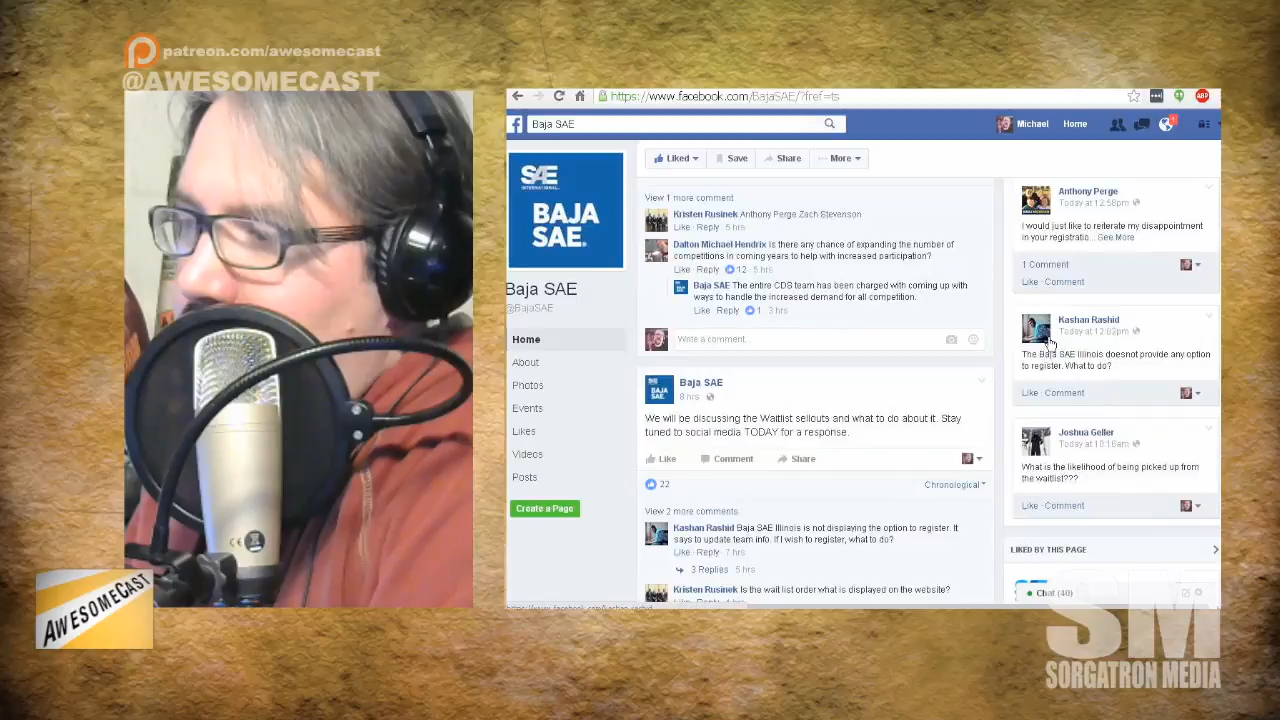 patreon.com/awesomecast
@AWESOMECAST
https://www.facebook.com/BajaSAE/?fref=ts
ABP
Baja SAE
Michael
Home
1
SAE
INTERNATIONAL
BAJA
SAE
Baja SAE
@BajaSAE
Home
About
Photos
Events
Likes
Videos
Posts
Create a Page
Liked
Save
Share
More
View 1 more comment
Kristen Rusinek Anthony Perge Zach Stevenson
Like · Reply · 5 hrs
Dalton Michael Hendrix Is there any chance of expanding the number of
competitions in coming years to help with increased participation?
Like · Reply · 12 · 5 hrs
Baja SAE The entire CDS team has been charged with coming up with
ways to handle the increased demand for all competition.
Like · Reply · 1 · 3 hrs
Write a comment...
Baja SAE
8 hrs
We will be discussing the Waitlist sellouts and what to do about it. Stay
tuned to social media TODAY for a response.
Like
Comment
Share
22
Chronological
View 2 more comments
Kashan Rashid Baja SAE Illinois is not displaying the option to register. It
says to update team info. If I wish to register, what to do?
Like · Reply · 7 hrs
3 Replies · 5 hrs
Kristen Rusinek Is the wait list order what is displayed on the website?
Anthony Perge
Today at 12:58pm
I would just like to reiterate my disappointment
in your registratio... See More
1 Comment
Like · Comment
Kashan Rashid
Today at 12:02pm
The Baja SAE Illinois doesnot provide any option
to register. What to do?
Like · Comment
Joshua Geller
Today at 10:16am
What is the likelihood of being picked up from
the waitlist???
Like · Comment
LIKED BY THIS PAGE
Chat (40)
AWESOMECAST
SM
SORGATRON MEDIA